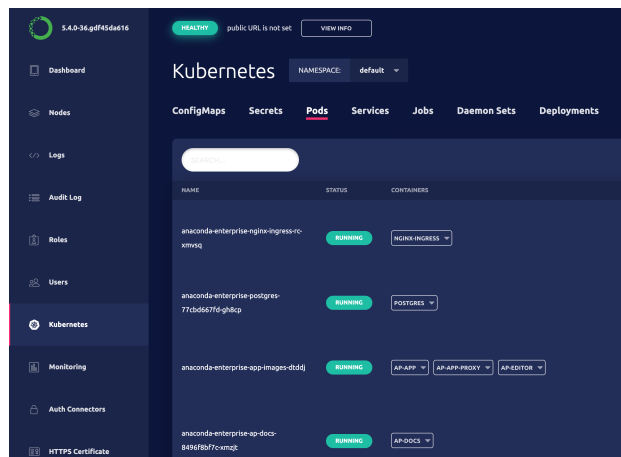 5.4.0-36.gdf45da616
HEALTHY public URL is not set VIEW INFO
Dashboard
Nodes
Logs
Audit Log
Roles
Users
Kubernetes
Monitoring
Auth Connectors
HTTPS Certificate
Kubernetes NAMESPACE: default
ConfigMaps Secrets Pods Services Jobs Daemon Sets Deployments
SEARCH...
NAME STATUS CONTAINERS
anaconda-enterprise-nginx-ingress-rc-
xmvsq
RUNNING NGINX-INGRESS
anaconda-enterprise-postgres-
77cbd667fd-gh8cp
RUNNING POSTGRES
anaconda-enterprise-app-images-dtddj RUNNING AP-APP AP-APP-PROXY AP-EDITOR
anaconda-enterprise-ap-docs-
8496f8bf7c-xmzjt
RUNNING AP-DOCS